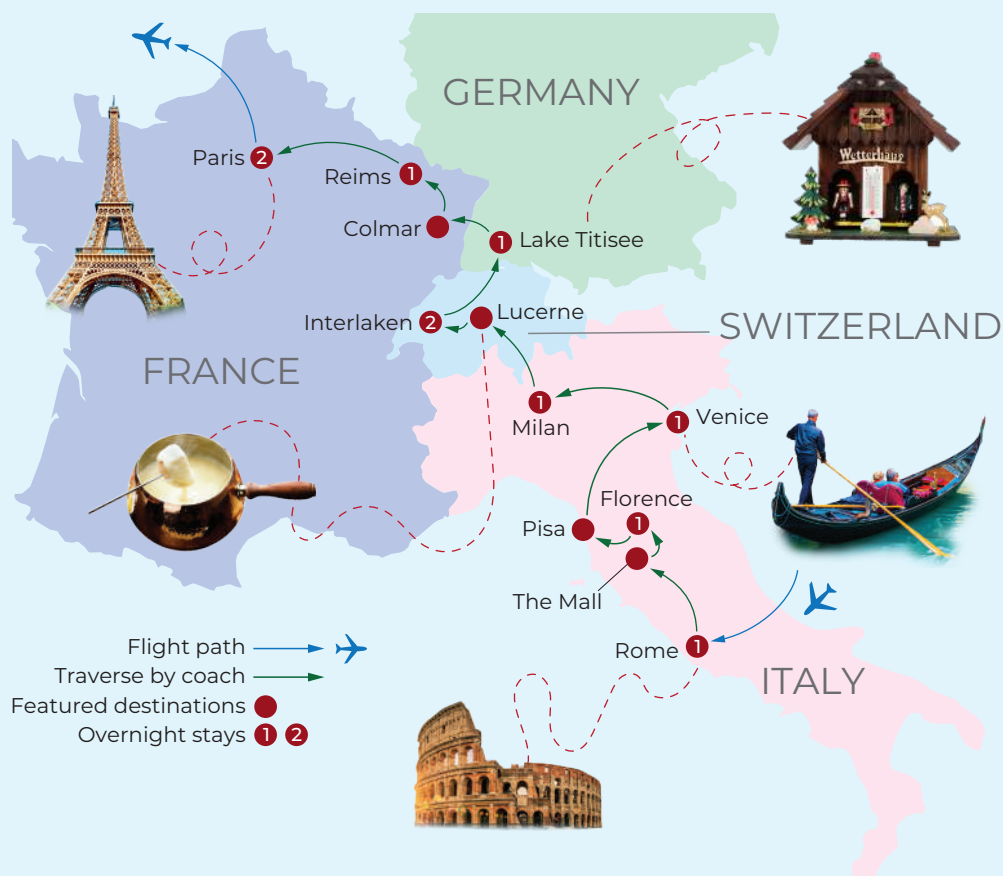 GERMANY
Wetterhaus
Paris
2
Reims
1
Colmar
1
Lake Titisee
Interlaken
2
Lucerne
SWITZERLAND
FRANCE
1
Milan
1
Venice
Florence
1
Pisa
The Mall
Rome
1
ITALY
Flight path
Traverse by coach
Featured destinations
Overnight stays 1 2